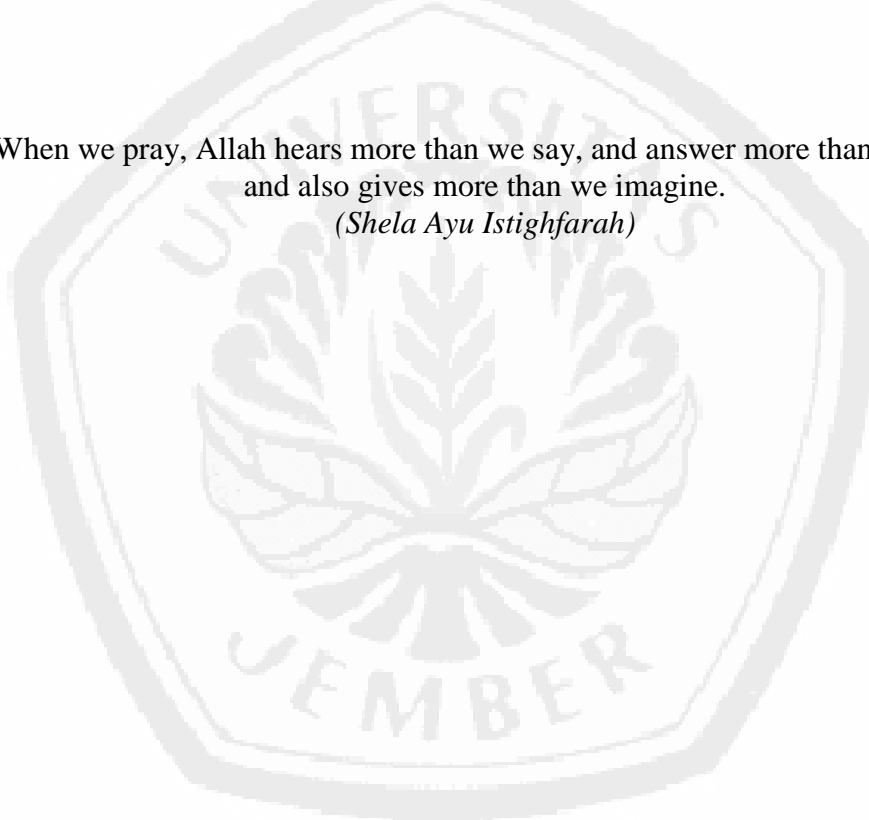 When we pray, Allah hears more than we say, and answer more than
and also gives more than we imagine.
(Shela Ayu Istighfarah)
UNIVERSITAS
JEMBER